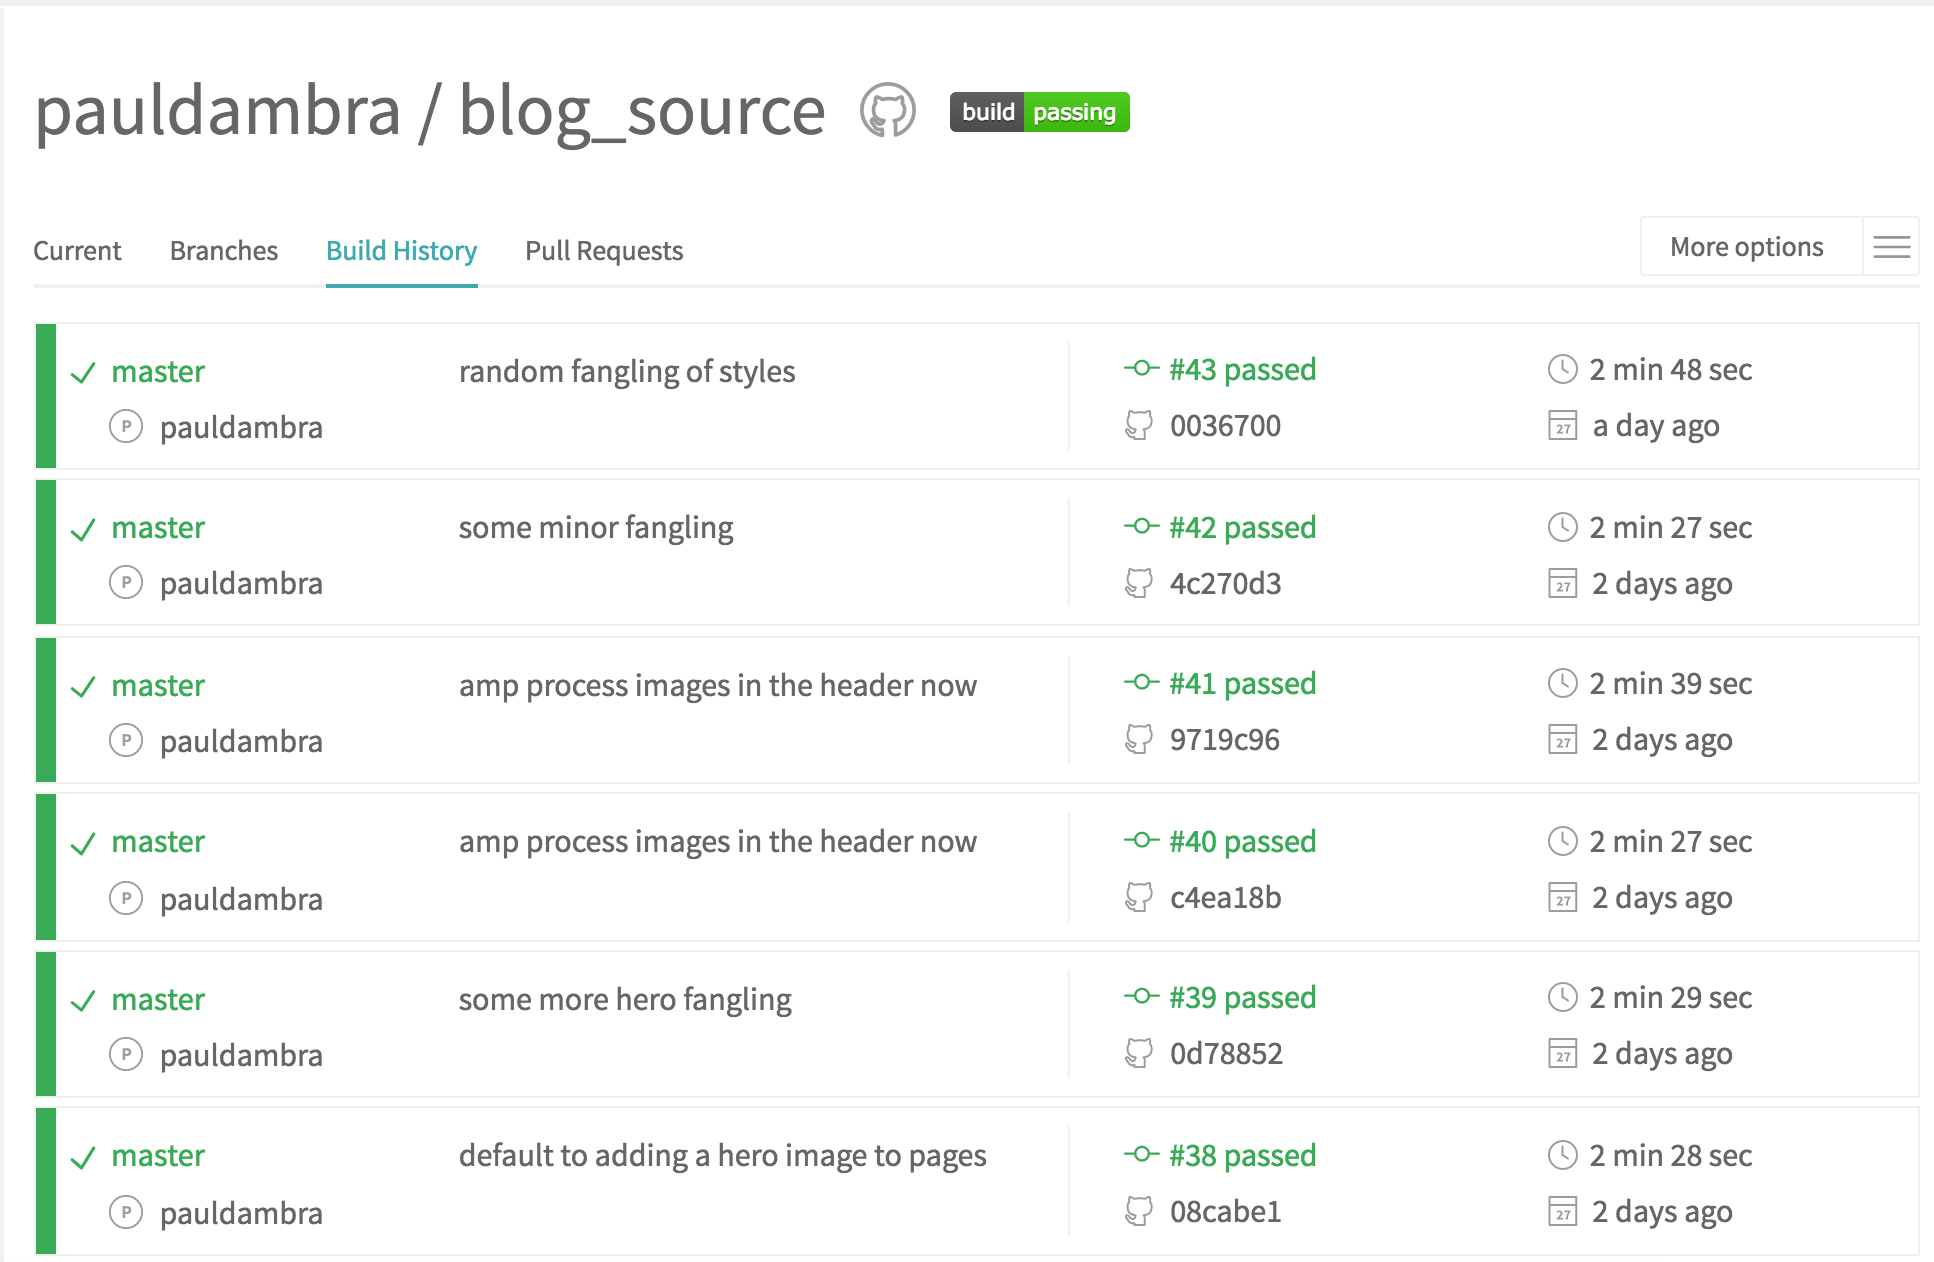 pauldambra / blog_source build passing
Current Branches Build History Pull Requests More options
master random fangling of styles #43 passed 2 min 48 sec
P pauldambra 0036700 27 a day ago
master some minor fangling #42 passed 2 min 27 sec
P pauldambra 4c270d3 27 2 days ago
master amp process images in the header now #41 passed 2 min 39 sec
P pauldambra 9719c96 27 2 days ago
master amp process images in the header now #40 passed 2 min 27 sec
P pauldambra c4ea18b 27 2 days ago
master some more hero fangling #39 passed 2 min 29 sec
P pauldambra 0d78852 27 2 days ago
master default to adding a hero image to pages #38 passed 2 min 28 sec
P pauldambra 08cabe1 27 2 days ago